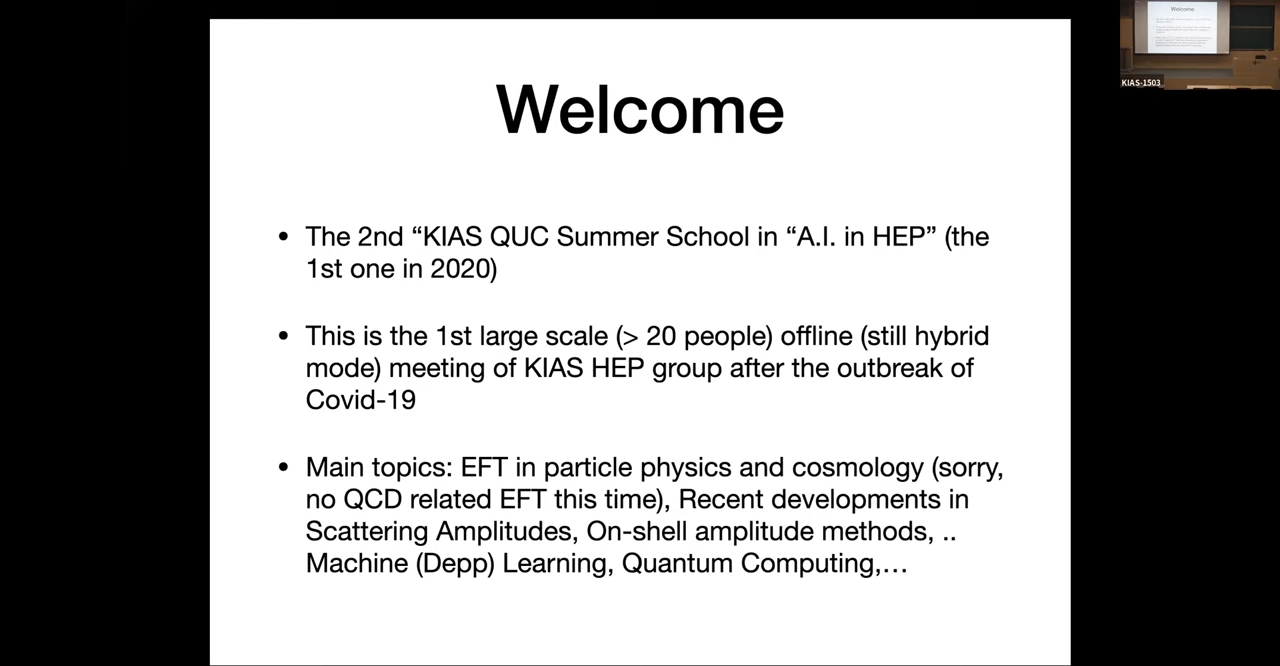 Welcome
• The 2nd “KIAS QUC Summer School in “A.I. in HEP” (the
1st one in 2020)
• This is the 1st large scale (> 20 people) offline (still hybrid
mode) meeting of KIAS HEP group after the outbreak of
Covid-19
• Main topics: EFT in particle physics and cosmology (sorry,
no QCD related EFT this time), Recent developments in
Scattering Amplitudes, On-shell amplitude methods, ..
Machine (Depp) Learning, Quantum Computing,…
Welcome
KIAS-1503